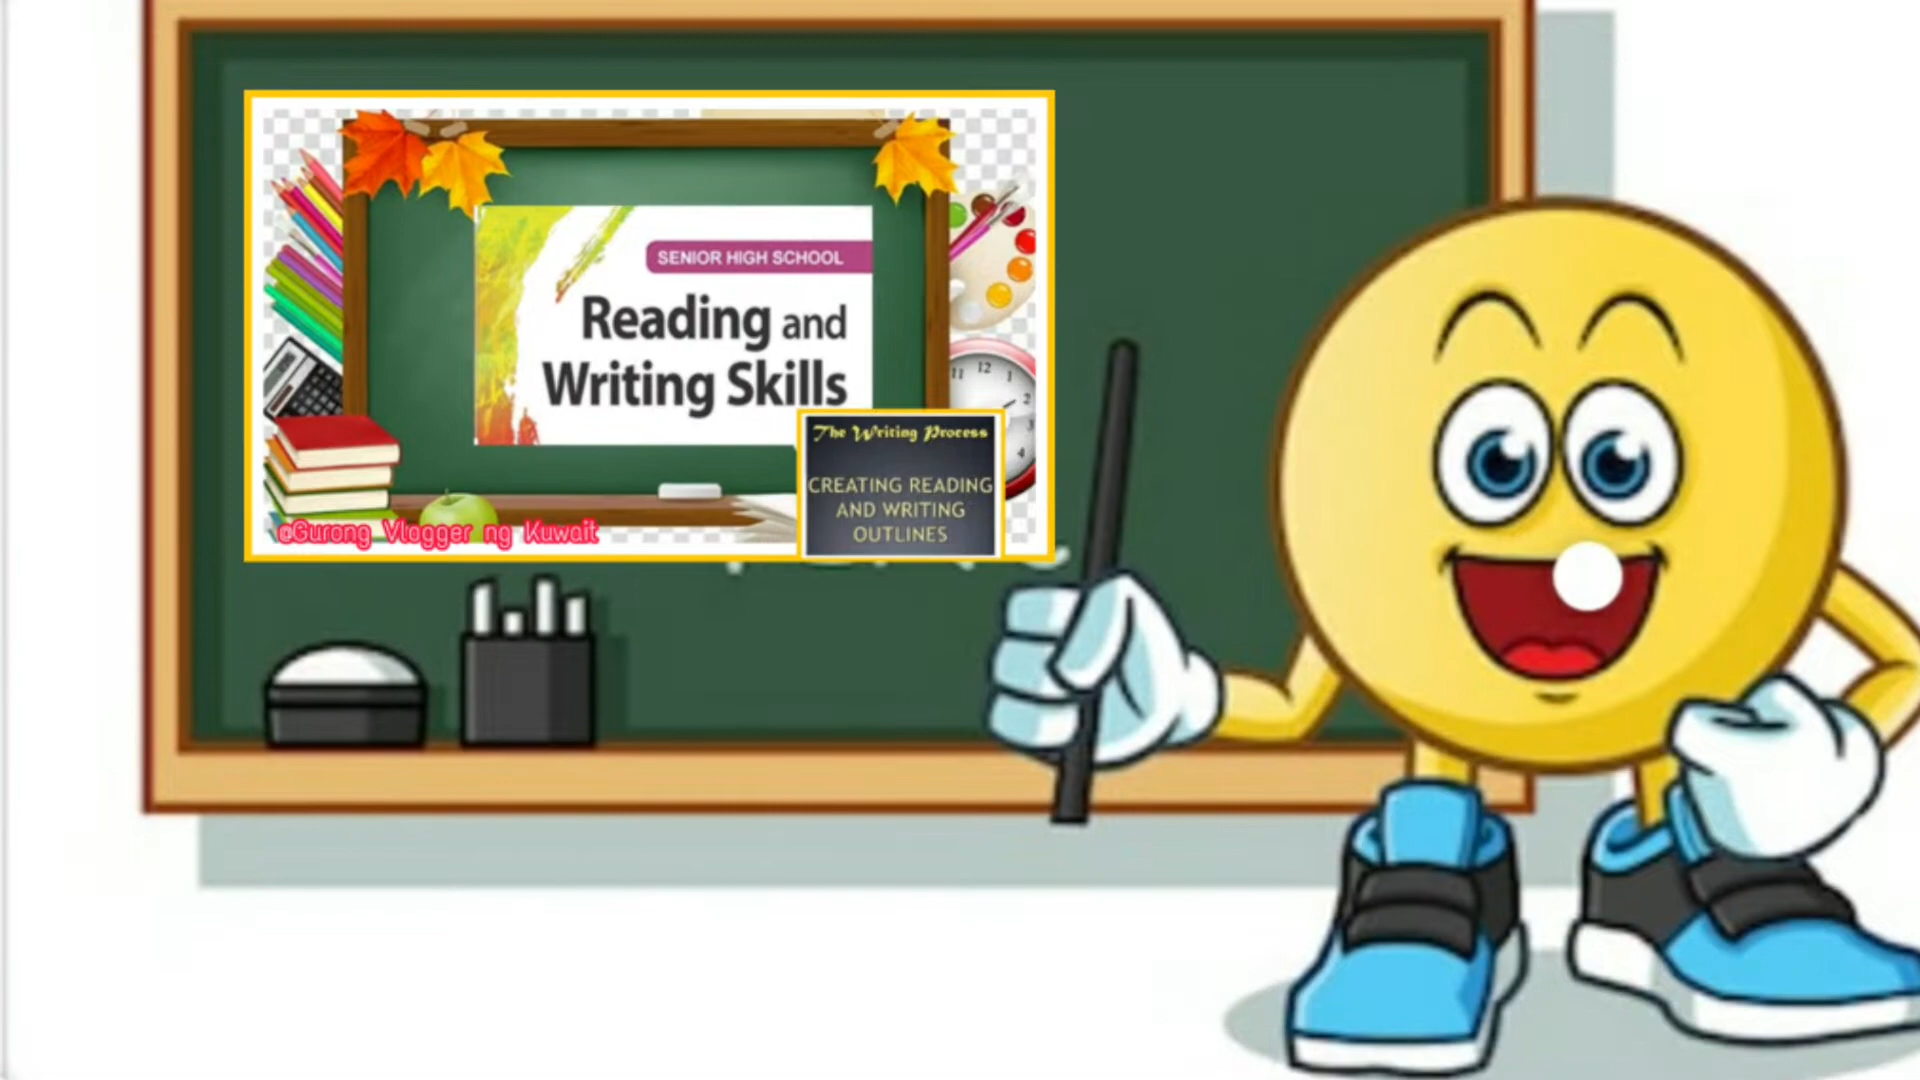 SENIOR HIGH SCHOOL
Reading and
Writing Skills
The Writing Process
CREATING READING
AND WRITING
OUTLINES
@Gurong Vlogger ng Kuwait